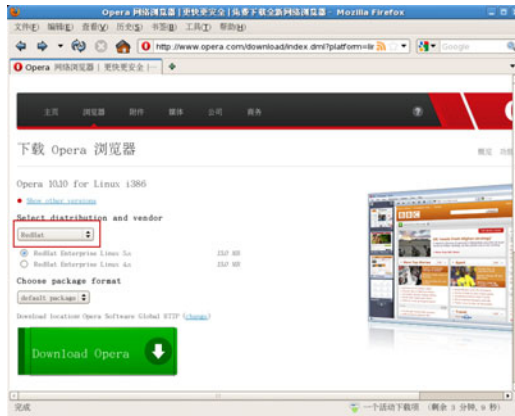 Opera 网络浏览器 | 更快更安全 | 免费下载全新网络浏览器 - Mozilla Firefox
文件(F) 编辑(E) 查看(V) 历史(S) 书签(B) 工具(T) 帮助(H)
http://www.opera.com/download/index.dml?platform=lir
Google
Opera 网络浏览器 | 更快更安全 |
主页 浏览器 附件 媒体 公司 商务
下载 Opera 浏览器
概览
Opera 10.10 for Linux i386
Show other versions
Select distribution and vendor
RedHat
RedHat Enterprise Linux 5.x
RedHat Enterprise Linux 4.x
Choose package format
default package
Download location: Opera Software Global HTTP (change)
BBC
Download Opera
完成
一个活动下载项 (剩余 3 分钟, 9 秒)